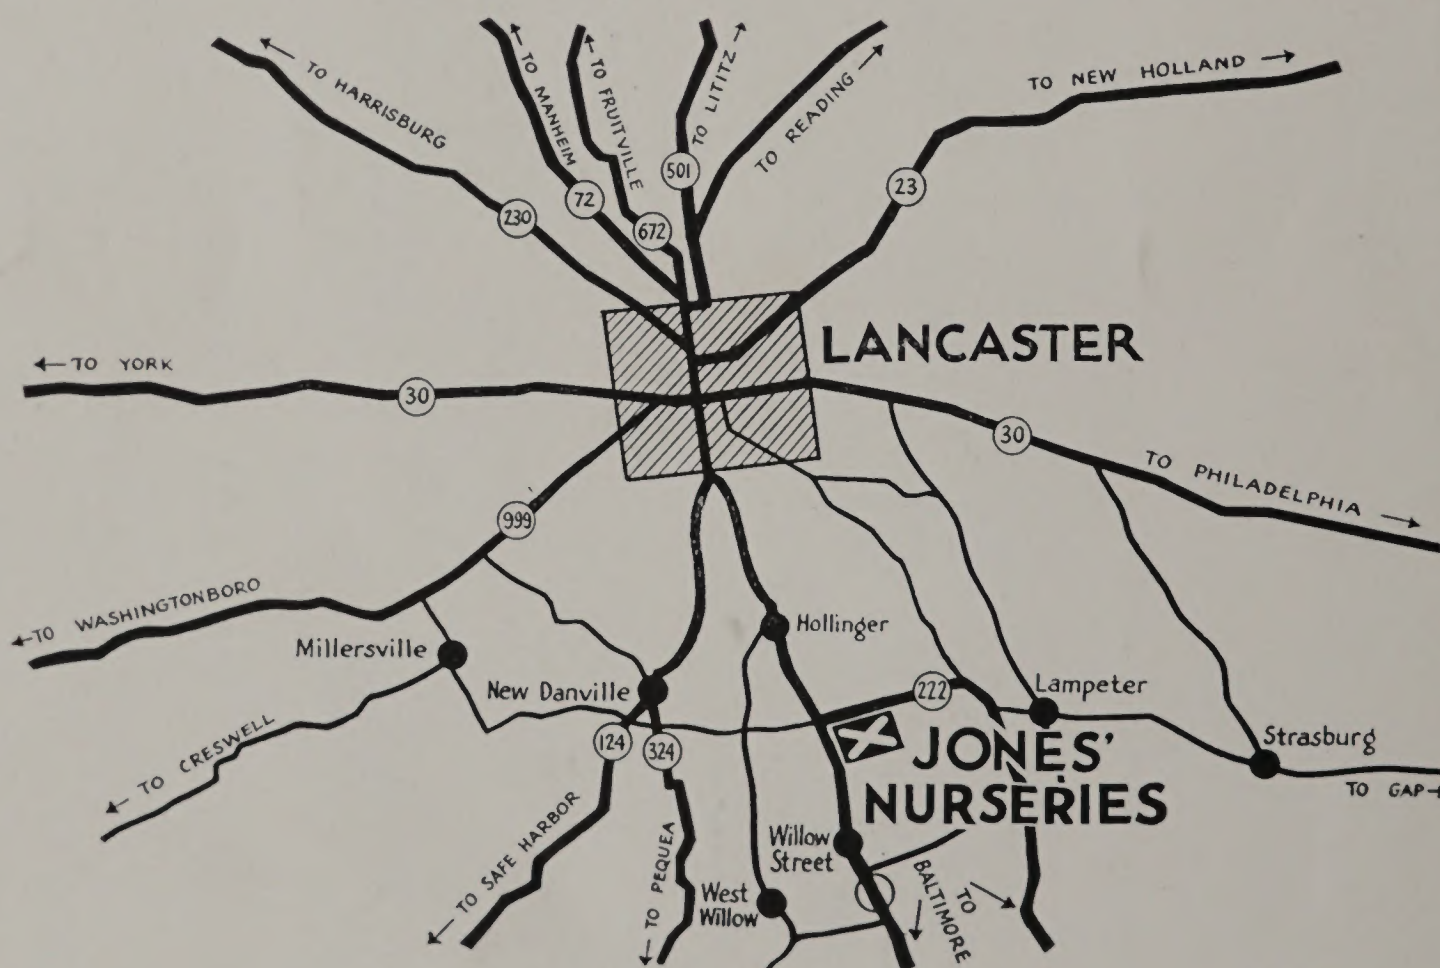 TO HARRISBURG
TO MANHEIM
TO FRUITVILLE
TO LITITZ
TO READING
TO NEW HOLLAND
501
72
23
230
672
LANCASTER
TO YORK
30
30
TO PHILADELPHIA
999
TO WASHINGTONBORO
Hollinger
Millersville
New Danville
222
Lampeter
TO CRESWELL
124
324
JONES'
NURSERIES
Strasburg
TO GAP
TO SAFE HARBOR
TO PEQUEA
Willow
Street
West
Willow
TO
BALTIMORE